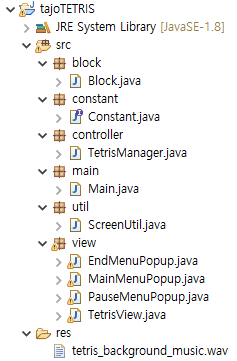 tajoTETRIS
JRE System Library [JavaSE-1.8]
src
block
Block.java
constant
Constant.java
controller
TetrisManager.java
main
Main.java
util
ScreenUtil.java
view
EndMenuPopup.java
MainMenuPopup.java
PauseMenuPopup.java
TetrisView.java
res
tetris_background_music.wav